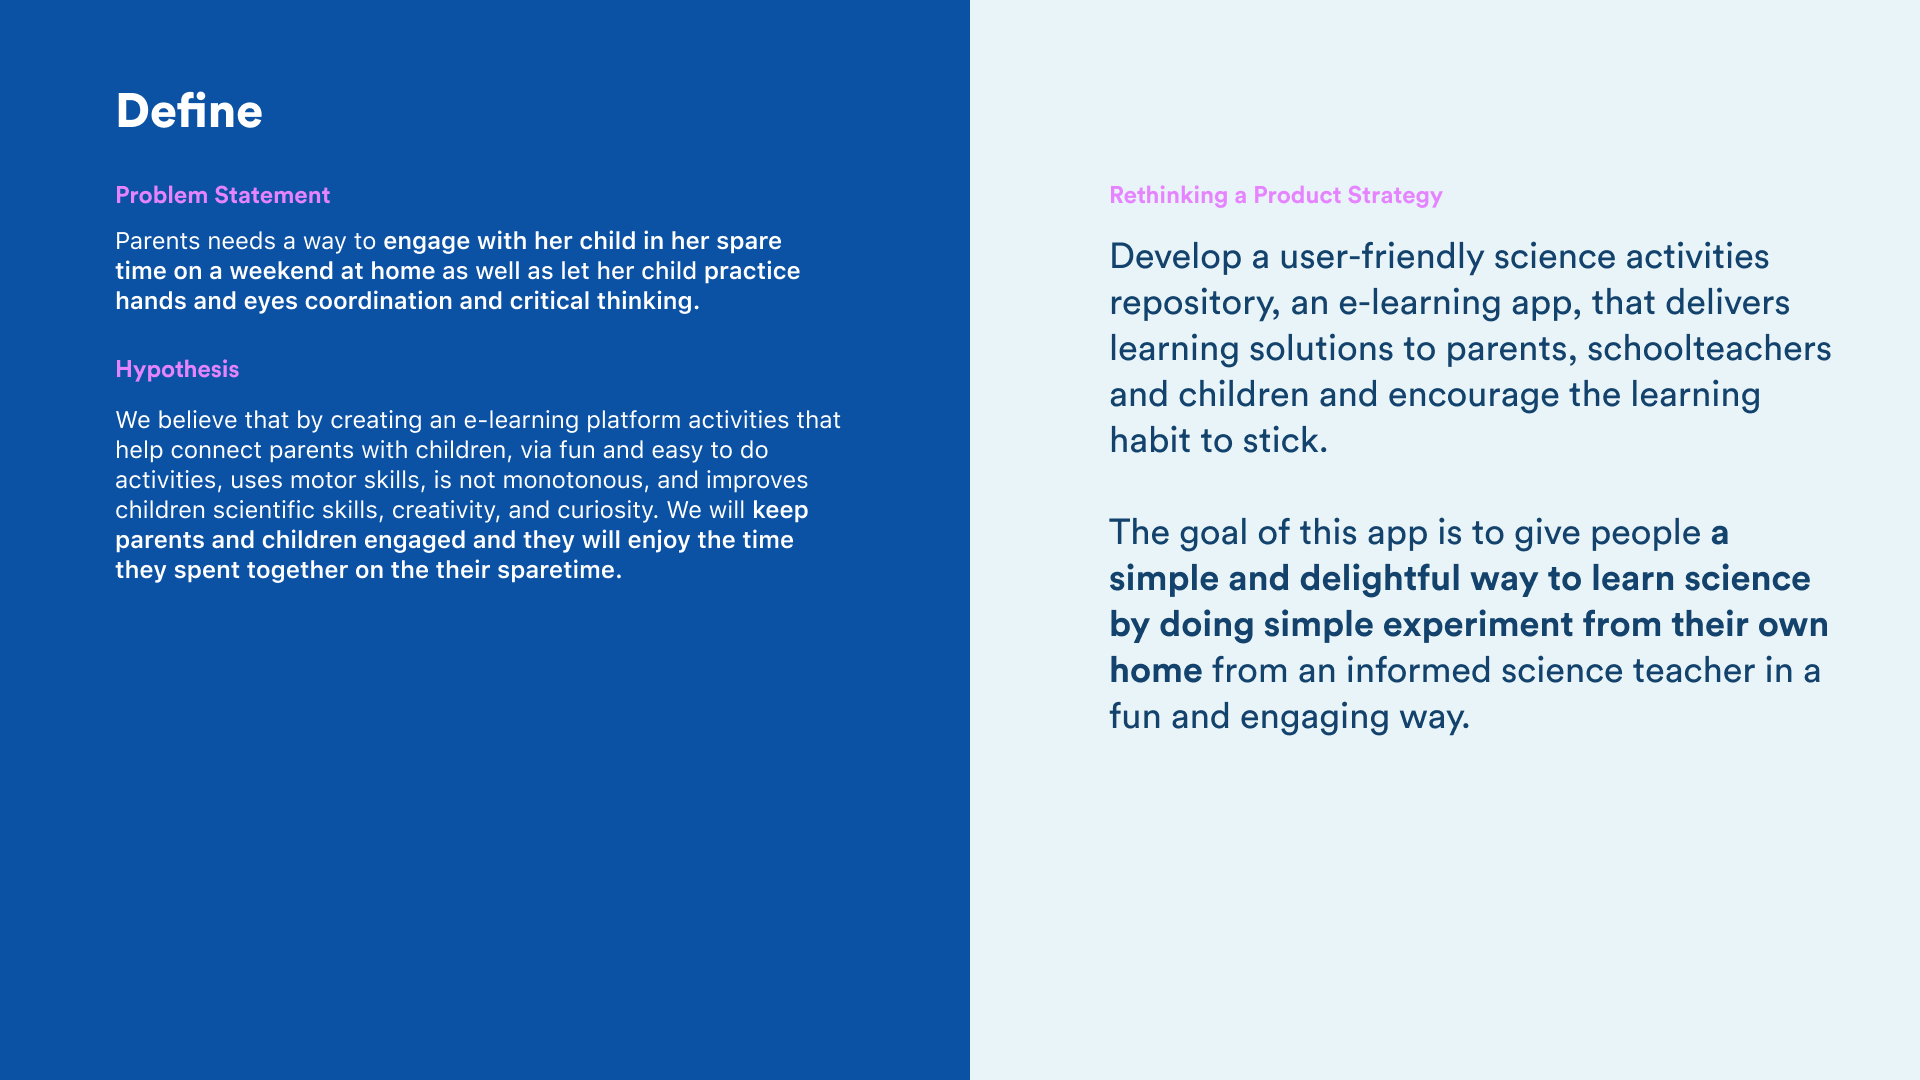 Define
Problem Statement
Parents needs a way to engage with her child in her spare
time on a weekend at home as well as let her child practice
hands and eyes coordination and critical thinking.
Hypothesis
We believe that by creating an e-learning platform activities that
help connect parents with children, via fun and easy to do
activities, uses motor skills, is not monotonous, and improves
children scientific skills, creativity, and curiosity. We will keep
parents and children engaged and they will enjoy the time
they spent together on the their sparetime.
Rethinking a Product Strategy
Develop a user-friendly science activities
repository, an e-learning app, that delivers
learning solutions to parents, schoolteachers
and children and encourage the learning
habit to stick.
The goal of this app is to give people a
simple and delightful way to learn science
by doing simple experiment from their own
home from an informed science teacher in a
fun and engaging way.